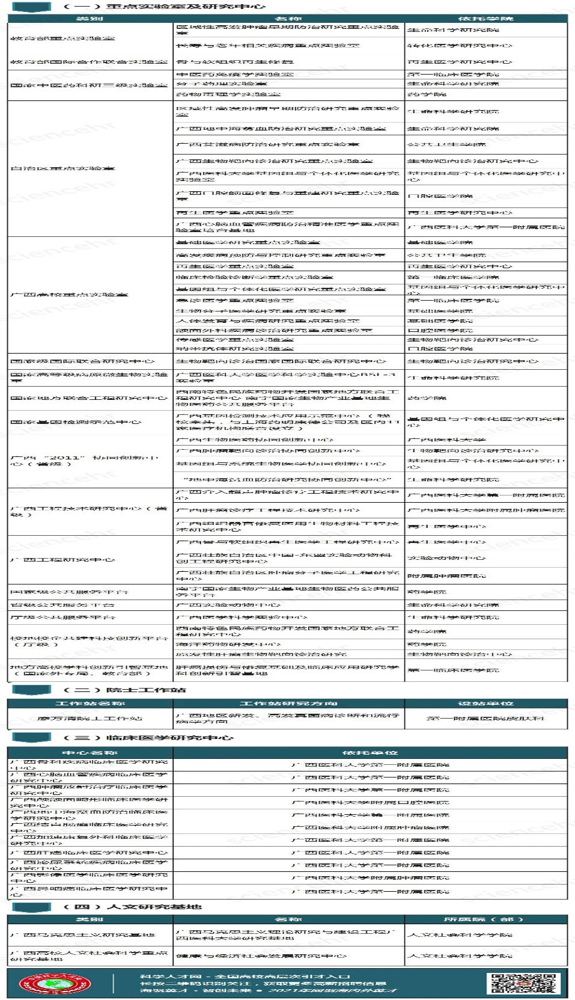 （一）重点实验室及研究中心
类别 名称 依托学院
教育部重点实验室
区域性高发肿瘤早期防治研究重点实验
室
生命科学研究院
长寿与老年相关疾病重点实验室 转化医学研究中心
教育部国际合作联合实验室 骨与软组织再生修复 再生医学研究中心
国家中医药科研三级实验室
中医药免疫学实验室 第一临床医学院
分子药理实验室 生命科学研究院
药物毒理学实验室 药学院
自治区重点实验室
区域性高发肿瘤早期防治研究重点实验
室
生命科学研究院
广西地中海贫血防治研究重点实验室 生命科学研究院
广西艾滋病防治研究重点实验室 公共卫生学院
广西生物靶向诊治研究重点实验室 生物靶向诊治研究中心
广西医科大学基因组与个体化医学研究
实验室
基因组与个体化医学研究中
心
广西口腔颌面修复与重建研究重点实验
室
口腔医学院
再生医学重点实验室 再生医学研究中心
广西心脑血管疾病防治精准医学重点实
验室培育基地
广西医科大学第一附属医院
广西高校重点实验室
基础医学研究重点实验室 基础医学院
高发疾病预防与控制研究重点实验室 公共卫生学院
再生医学重点实验室 再生医学研究中心
临床检验诊断学重点实验室 第一临床医学院
基因组与个体化医学研究重点实验室
基因组与个体化医学研究中
心
急诊医学重点实验室 第一临床医学院
生物分子医学研究重点实验室 基础医学院
人体发育与疾病研究重点实验室 基础医学院
颌面外科疾病诊治研究重点实验室 口腔医学院
传感医学重点实验室 生物靶向诊治研究中心
纳米抗体研究实验室 口腔医学院
国家级国际联合研究中心 生物靶向诊治国家国际联合研究中心 生物靶向诊治研究中心
国家高等级病原微生物实验
室
广西医科大学医学科学实验中心BSL-3
实验室
生命科学研究院
国家地方联合工程研究中心
西南特色民族药物开发国家地方联合工
程研究中心 南宁国家生物产业基地生
物医药公共服务平台
药学院
国家基因检测示范中心
广西基因检测技术应用示范中心（我
校牵头，与上海药明康德公司及区内11
家医疗机构联合设立）
基因组与个体化医学研究中
心
广西“2011”协同创新中
心（省级）
广西生物医药协同创新中心 广西医科大学
广西肿瘤靶向诊治协同创新中心 生物靶向诊治研究中心
基因组与系统生物医学协同创新中心
基因组与个体化医学研究中
心
“地中海贫血防治研究协同创新中心” 生命科学研究院
广西工程技术研究中心（省
级）
广西介入超声肿瘤诊疗工程技术研究中
心
广西医科大学第一附属医院
广西肝病诊疗工程技术研究中心 广西医科大学附属肿瘤医院
广西组织器官修复医用生物材料工程技
术研究中心
再生医学中心
广西工程研究中心
广西骨与软组织再生医学工程研究中心 再生医学中心
广西壮族自治区中国-东盟实验动物科
创工程研究中心
实验动物中心
广西壮族自治区肿瘤分子医学工程研究
中心
附属肿瘤医院
国家级公共服务平台
南宁国家生物产业基地生物医药公共服
务平台
药学院
省级公共服务平台 广西实验动物中心 生命科学研究院
厅级公共服务平台 广西医学科学实验中心 生命科学研究院
校地校企共建科技创新平台
（厅级）
西南特色民族药物开发国家地方联合工
程研究中心
药学院
海洋药物研发中心 药学院
原发性肝癌生物靶向诊治研究 生物靶向诊治中心
地方高校学科创新引智基地
（国家外专局、教育部）
肝病损伤与修复基础及临床应用研究学
科创新引智基地
第一临床医学院
（二）院士工作站
工作站名称 工作站研究方向 设站单位
廖万清院士工作站
广西地区新发、高发真菌病诊断和流行
病学方向
第一附属医院皮肤科
（三）临床医学研究中心
中心名称 依托单位
广西骨科疾病临床医学研究
中心
广西医科大学第一附属医院
广西心脑血管疾病临床医学
研究中心
广西医科大学第一附属医院
广西肿瘤放射治疗临床医学
研究中心
广西医科大学第一附属医院
广西颅颌面畸形临床医学研
究中心
广西医科大学附属口腔医院
广西地中海贫血防治临床医
学研究中心
广西医科大学第一附属医院
广西结直肠癌临床医学研究
中心
广西医科大学附属肿瘤医院
广西加速康复外科临床医学
研究中心
广西医科大学第一附属医院
广西肝癌临床医学研究中心 广西医科大学第一附属医院
广西泌尿系统疾病临床医学
研究中心
广西医科大学第一附属医院
广西影像医学临床医学研究
中心
广西医科大学附属肿瘤医院
广西鼻咽癌临床医学研究中
心
广西医科大学第一附属医院
（四）人文研究基地
类别 名称 所属院（部）
广西马克思主义研究基地
广西马克思主义理论研究与建设工程广
西医科大学研究基地
人文社会科学学院
广西高校人文社会科学重点
研究基地
健康与经济社会发展研究中心 人文社会科学学院
科学人才网 - 全国高校高层次引才入口
长按二维码识别关注，获取更多高新招聘信息
海智英才·智创未来 ● 2021年网罗海内外英才